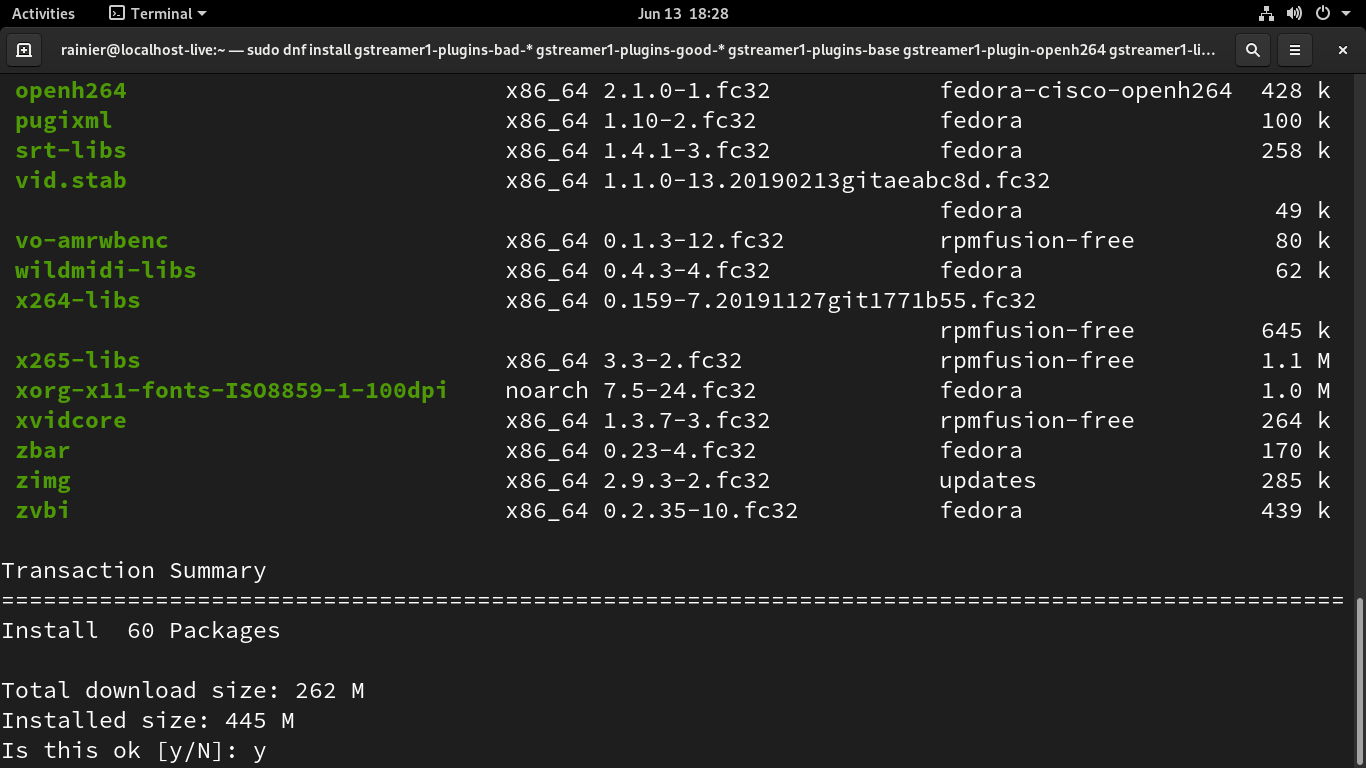 Activities Terminal Jun 13 18:28
rainier@localhost-live:~ — sudo dnf install gstreamer1-plugins-bad-* gstreamer1-plugins-good-* gstreamer1-plugins-base gstreamer1-plugin-openh264 gstreamer1-li...
openh264 x86_64 2.1.0-1.fc32 fedora-cisco-openh264 428 k
pugixml x86_64 1.10-2.fc32 fedora 100 k
srt-libs x86_64 1.4.1-3.fc32 fedora 258 k
vid.stab x86_64 1.1.0-13.20190213gitaeabc8d.fc32
fedora 49 k
vo-amrwbenc x86_64 0.1.3-12.fc32 rpmfusion-free 80 k
wildmidi-libs x86_64 0.4.3-4.fc32 fedora 62 k
x264-libs x86_64 0.159-7.20191127git1771b55.fc32
rpmfusion-free 645 k
x265-libs x86_64 3.3-2.fc32 rpmfusion-free 1.1 M
xorg-x11-fonts-ISO8859-1-100dpi noarch 7.5-24.fc32 fedora 1.0 M
xvidcore x86_64 1.3.7-3.fc32 rpmfusion-free 264 k
zbar x86_64 0.23-4.fc32 fedora 170 k
zimg x86_64 2.9.3-2.fc32 updates 285 k
zvbi x86_64 0.2.35-10.fc32 fedora 439 k
Transaction Summary
================================================================================================
Install 60 Packages
Total download size: 262 M
Installed size: 445 M
Is this ok [y/N]: y